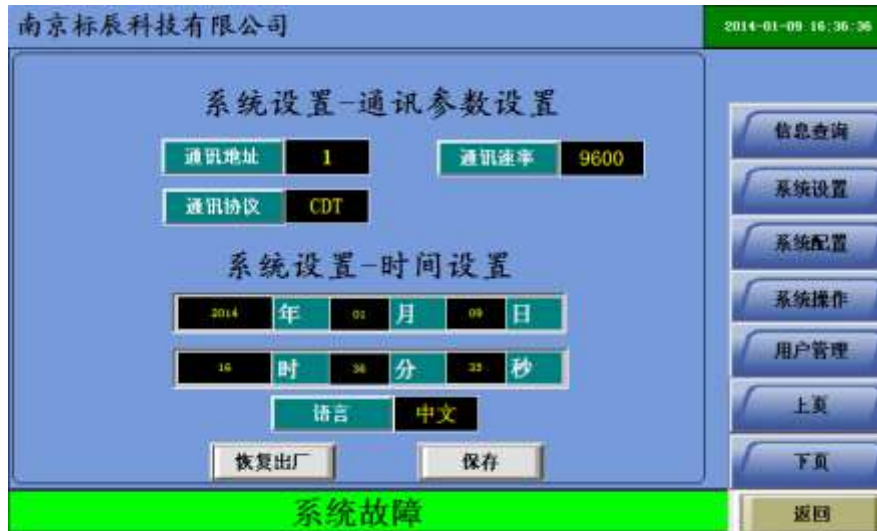 南京标辰科技有限公司
2014-01-09 16:36:36
系统设置-通讯参数设置
通讯地址 1 通讯速率 9600
通讯协议 CDT
系统设置-时间设置
2014 年 01 月 09 日
16 时 36 分 35 秒
语言 中文
恢复出厂 保存
系统故障
信息查询
系统设置
系统配置
系统操作
用户管理
上页
下页
返回